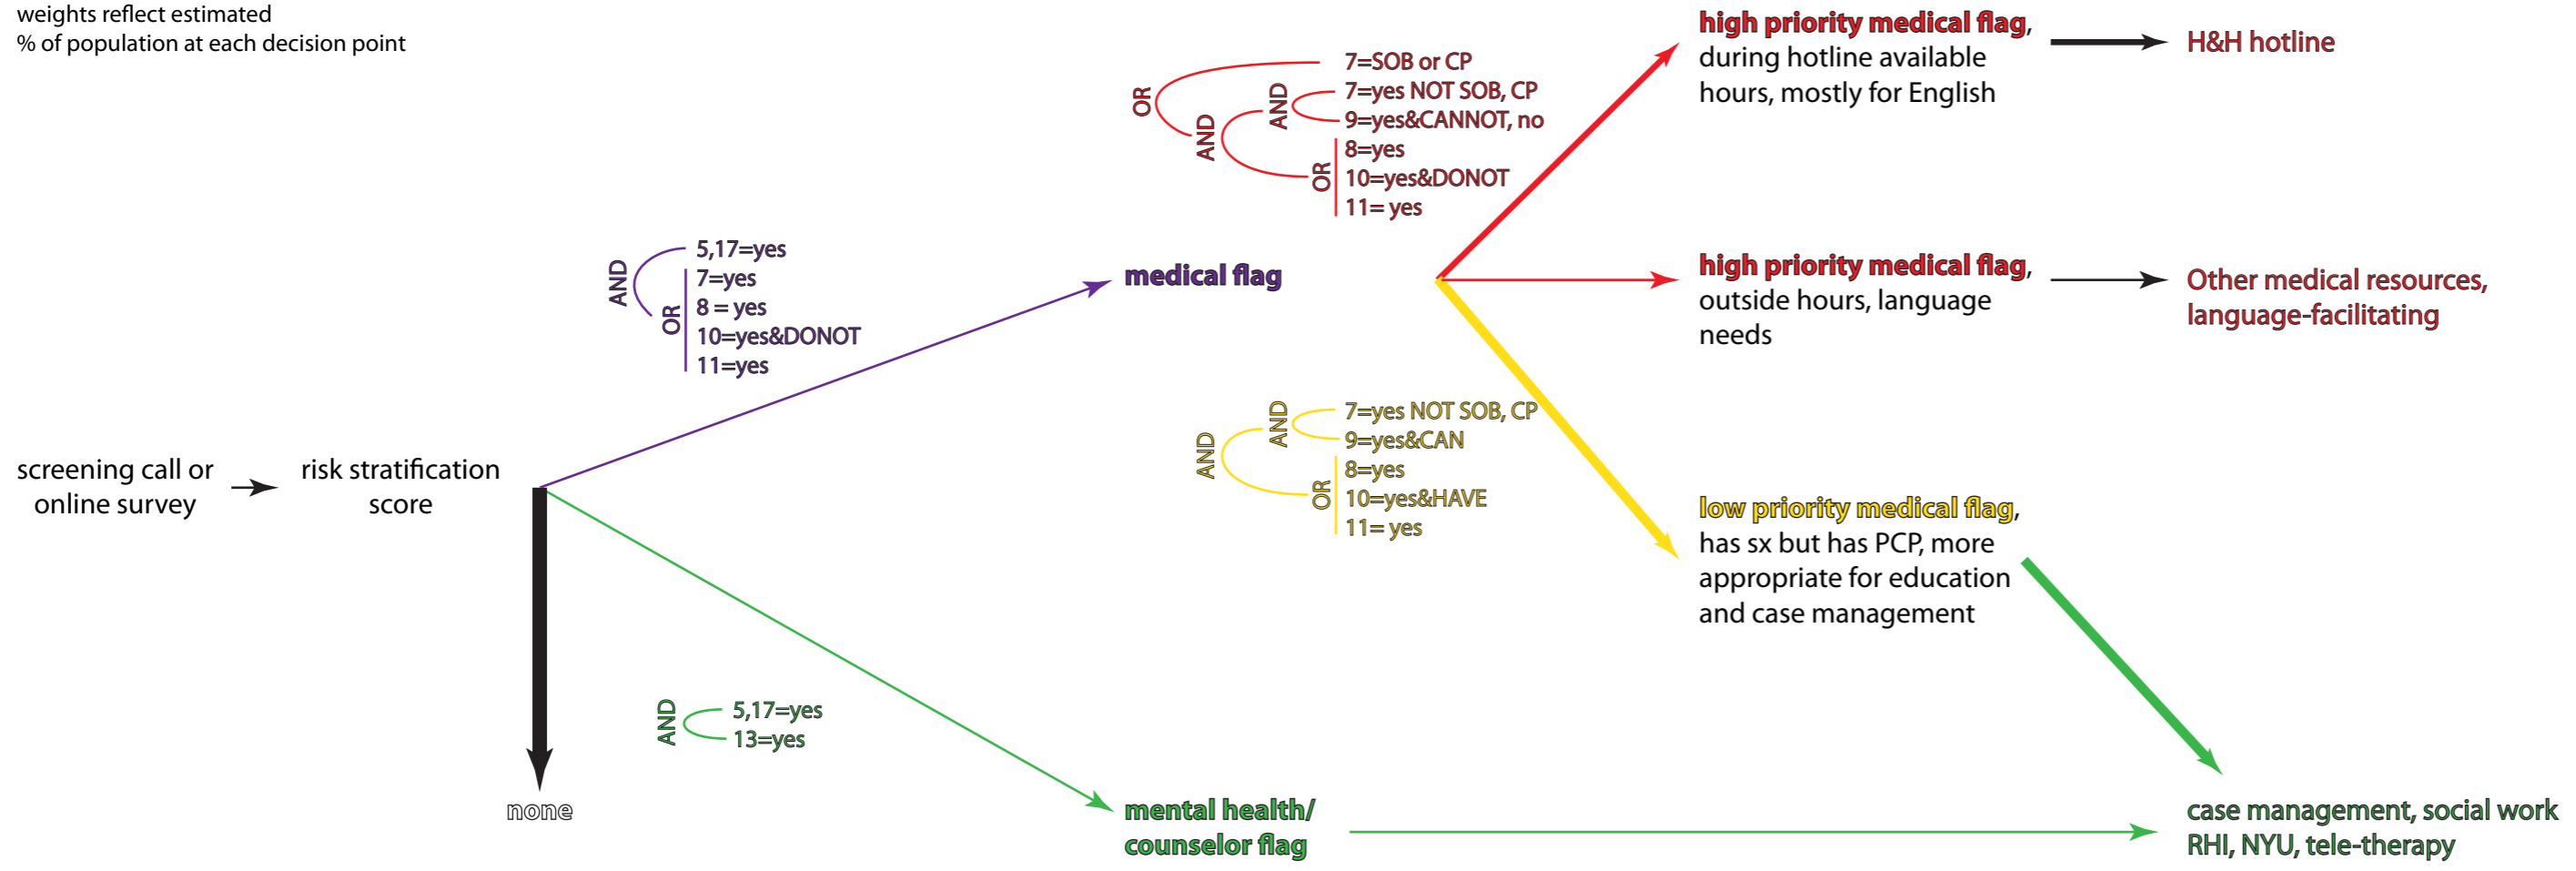 weights reflect estimated
% of population at each decision point
screening call or
online survey
risk stratification
score
none
AND
5,17=yes
OR
7=yes
8 = yes
10=yes&DONOT
11=yes
medical flag
AND
5,17=yes
13=yes
mental health/
counselor flag
OR
AND
AND
7=SOB or CP
7=yes NOT SOB, CP
9=yes&CANNOT, no
OR
8=yes
10=yes&DONOT
11= yes
AND
AND
7=yes NOT SOB, CP
9=yes&CAN
OR
8=yes
10=yes&HAVE
11= yes
high priority medical flag,
during hotline available
hours, mostly for English
H&H hotline
high priority medical flag,
outside hours, language
needs
Other medical resources,
language-facilitating
low priority medical flag,
has sx but has PCP, more
appropriate for education
and case management
case management, social work
RHI, NYU, tele-therapy